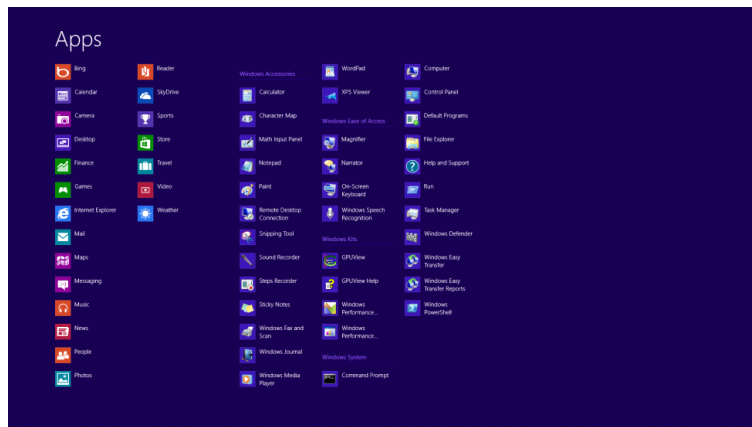 Apps
Bing
Calendar
Camera
Desktop
Finance
Games
Internet Explorer
Mail
Maps
Messaging
Music
News
People
Photos
Reader
SkyDrive
Sports
Store
Travel
Video
Weather
Windows Accessories
Calculator
Character Map
Math Input Panel
Notepad
Paint
Remote Desktop
Connection
Snipping Tool
Sound Recorder
Steps Recorder
Sticky Notes
Windows Fax and
Scan
Windows Journal
Windows Media
Player
WordPad
XPS Viewer
Windows Ease of Access
Magnifier
Narrator
On-Screen
Keyboard
Windows Speech
Recognition
Windows Kits
GPUView
GPUView Help
Windows
Performance...
Windows
Performance...
Windows System
Command Prompt
Computer
Control Panel
Default Programs
File Explorer
Help and Support
Run
Task Manager
Windows Defender
Windows Easy
Transfer
Windows Easy
Transfer Reports
Windows
PowerShell